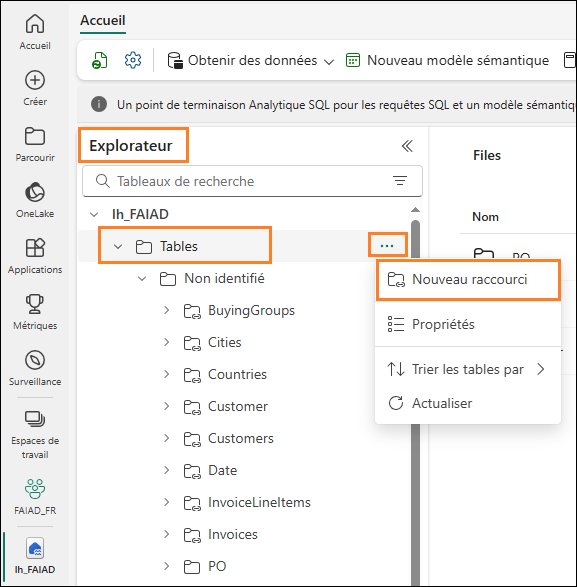 Accueil
Accueil
Créer
Parcourir
OneLake
Applications
Métriques
Surveillance
Espaces de
travail
FAIAD_FR
lh_FAIAD
Obtenir des données
Nouveau modèle sémantique
Un point de terminaison Analytique SQL pour les requêtes SQL et un modèle sémantiqu
Explorateur
Tableaux de recherche
lh_FAIAD
Tables
Non identifié
BuyingGroups
Cities
Countries
Customer
Customers
Date
InvoiceLineItems
Invoices
PO
Files
Nom
PO
Nouveau raccourci
Propriétés
Trier les tables par
Actualiser